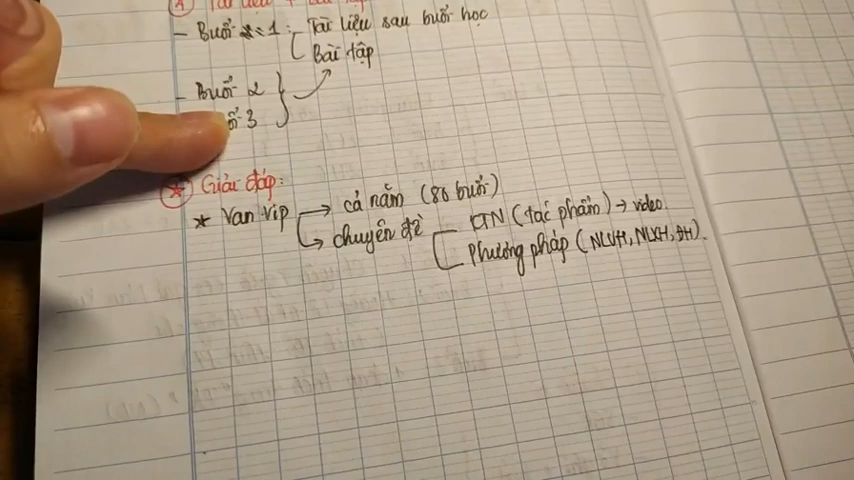 - Buổi 1: Tài liệu sau buổi học
Bài tập
- Buổi 2
ổi 3
* Giải đáp:
* Văn vip → cả năm (80 buổi)
→ chuyên đề
KTN (tác phẩm) → video.
Phương pháp (NLVH, NLXH, ĐH).